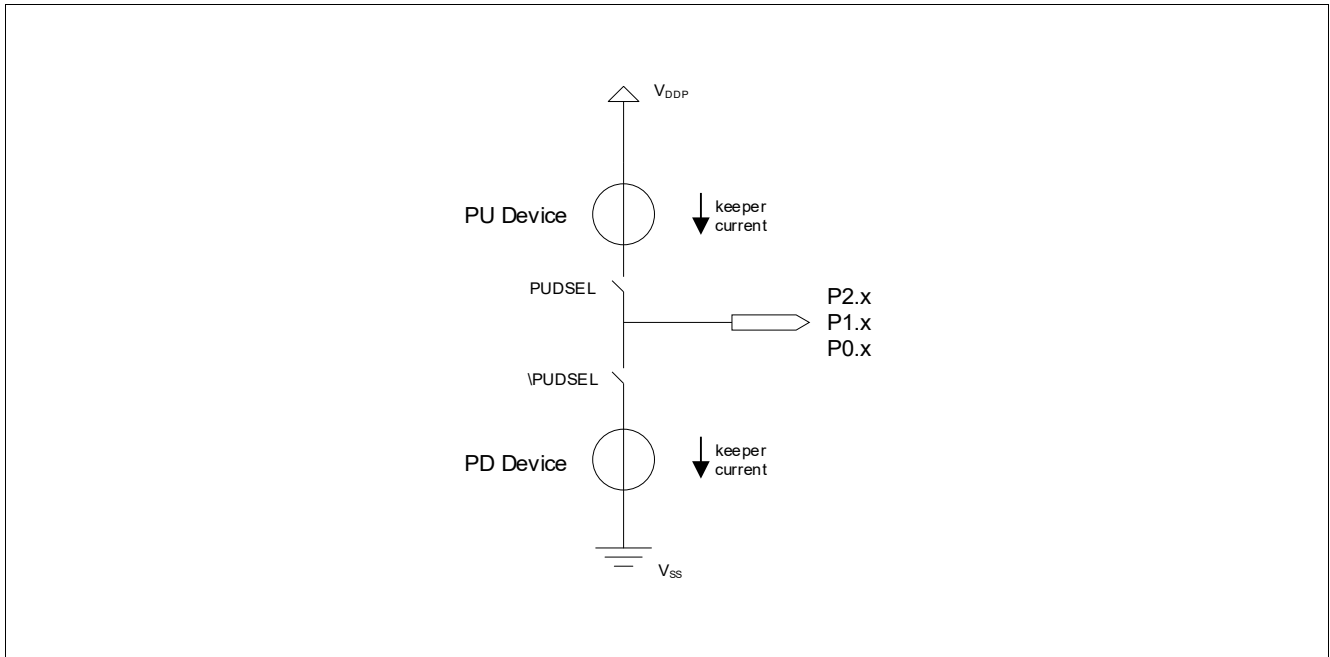 VDDP
PU Device
keeper
current
PUDSEL
P2.x
P1.x
P0.x
\PUDSEL
PD Device
keeper
current
VSS